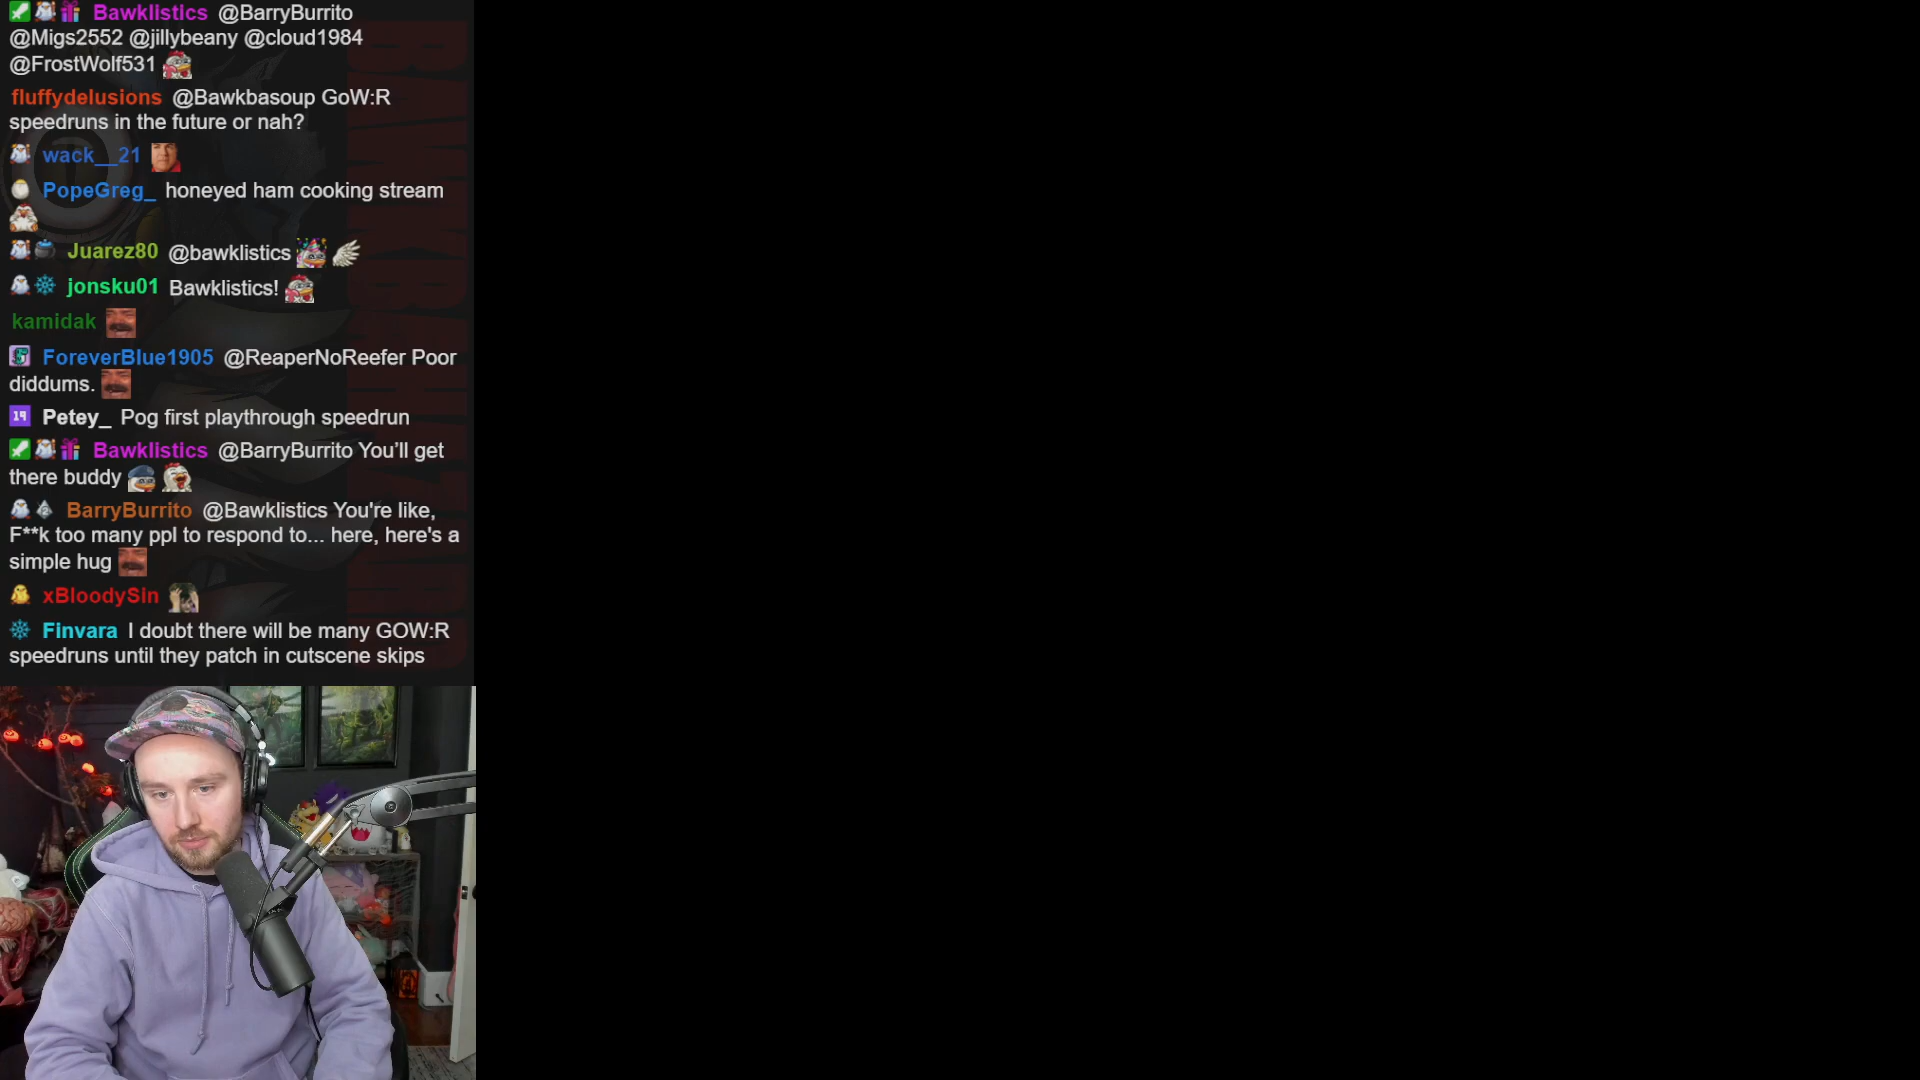 Bawklistics @BarryBurrito
@Migs2552 @jillybeany @cloud1984
@FrostWolf531
fluffydelusions @Bawkbasoup GoW:R
speedruns in the future or nah?
wack__21
PopeGreg_ honeyed ham cooking stream
Juarez80 @bawklistics
jonsku01 Bawklistics!
kamidak
ForeverBlue1905 @ReaperNoReefer Poor
diddums.
19 Petey_ Pog first playthrough speedrun
Bawklistics @BarryBurrito You’ll get
there buddy
2 BarryBurrito @Bawklistics You're like,
F**k too many ppl to respond to... here, here's a
simple hug
xBloodySin
Finvara I doubt there will be many GOW:R
speedruns until they patch in cutscene skips